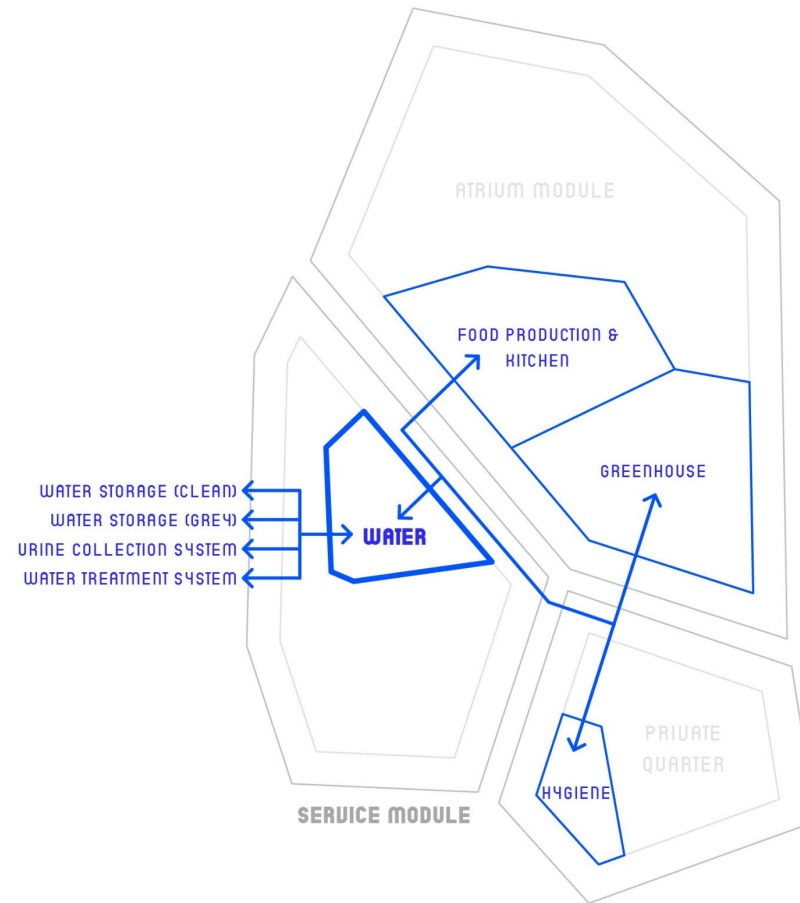 ATRIUM MODULE
FOOD PRODUCTION &
KITCHEN
GREENHOUSE
WATER STORAGE (CLEAN)
WATER STORAGE (GREY)
URINE COLLECTION SYSTEM
WATER TREATMENT SYSTEM
WATER
PRIVATE
QUARTER
HYGIENE
SERVICE MODULE